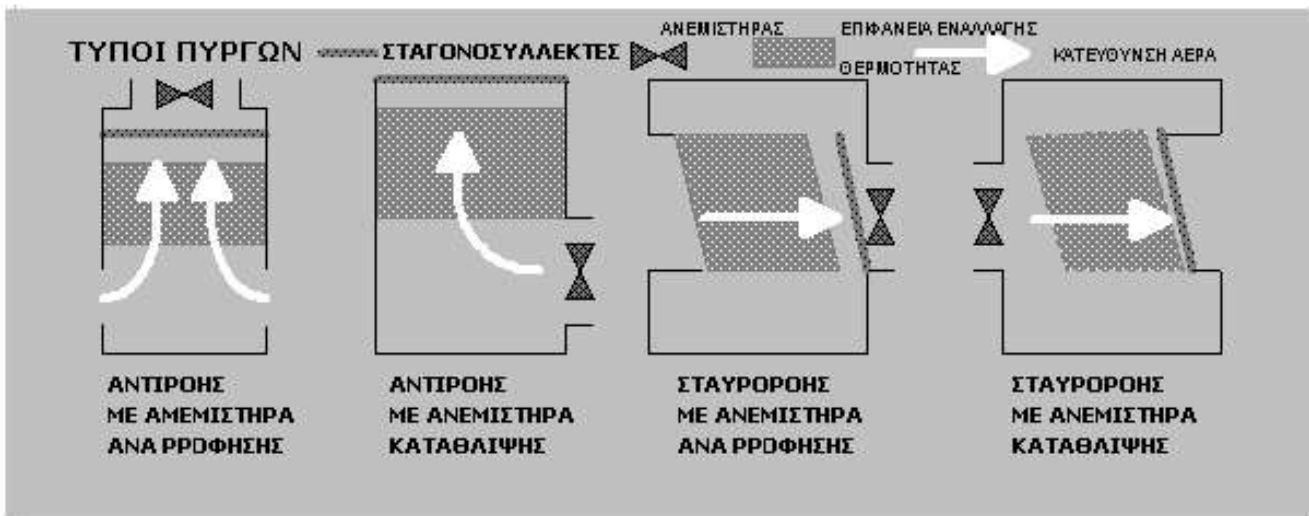 ΤΥΠΟΙ ΠΥΡΓΩΝ
ΣΤΑΓΟΝΟΣΥΛΛΕΚΤΕΣ
ΑΝΕΜΙΣΤΗΡΑΣ
ΕΠΙΦΑΝΕΙΑ ΕΝΑΛΛΑΓΗΣ
ΘΕΡΜΟΤΗΤΑΣ
ΚΑΤΕΥΘΥΝΣΗ ΑΕΡΑ
ΑΝΤΙΡΟΗΣ
ΜΕ ΑΜΕΜΙΣΤΗΡΑ
ΑΝΑ ΡΡΟΦΗΣΗΣ
ΑΝΤΙΡΟΗΣ
ΜΕ ΑΝΕΜΙΣΤΗΡΑ
ΚΑΤΑΘΛΙΨΗΣ
ΣΤΑΥΡΟΡΟΗΣ
ΜΕ ΑΝΕΜΙΣΤΗΡΑ
ΑΝΑ ΡΡΟΦΗΣΗΣ
ΣΤΑΥΡΟΡΟΗΣ
ΜΕ ΑΝΕΜΙΣΤΗΡΑ
ΚΑΤΑΘΛΙΨΗΣ